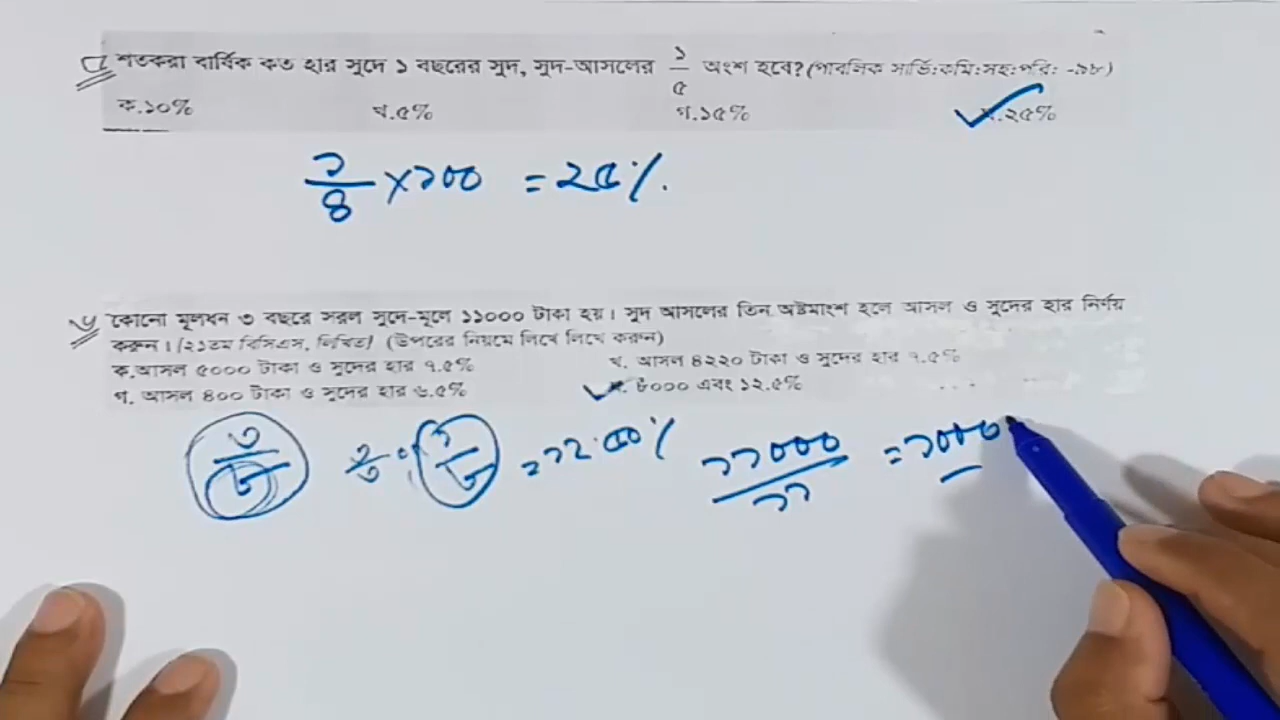 শতকরা বার্ষিক কত হার সুদে ১ বছরের সুদ, সুদ-আসলের ১/৫ অংশ হবে? (পাবলিক সার্ভি:কমি:সহ:পরি: -৯৮)
ক.১০% খ.৫% গ.১৫% ঘ.২৫%
১/৪ × ১০০ = ২৫%.
কোনো মূলধন ৩ বছরে সরল সুদে-মূলে ১১০০০ টাকা হয়। সুদ আসলের তিন অষ্টমাংশ হলে আসল ও সুদের হার নির্ণয়
করুন। [২১তম বিসিএস, লিখিত] (উপরের নিয়মে লিখে লিখে করুন)
ক.আসল ৫০০০ টাকা ও সুদের হার ৭.৫% খ. আসল ৪২২০ টাকা ও সুদের হার ৭.৫%
গ. আসল ৪০০ টাকা ও সুদের হার ৬.৫% ৮০০০ এবং ১২.৫%
৩/৮ ১/৮ = ১২.৫০% ১১০০০/১১ = ১০০০